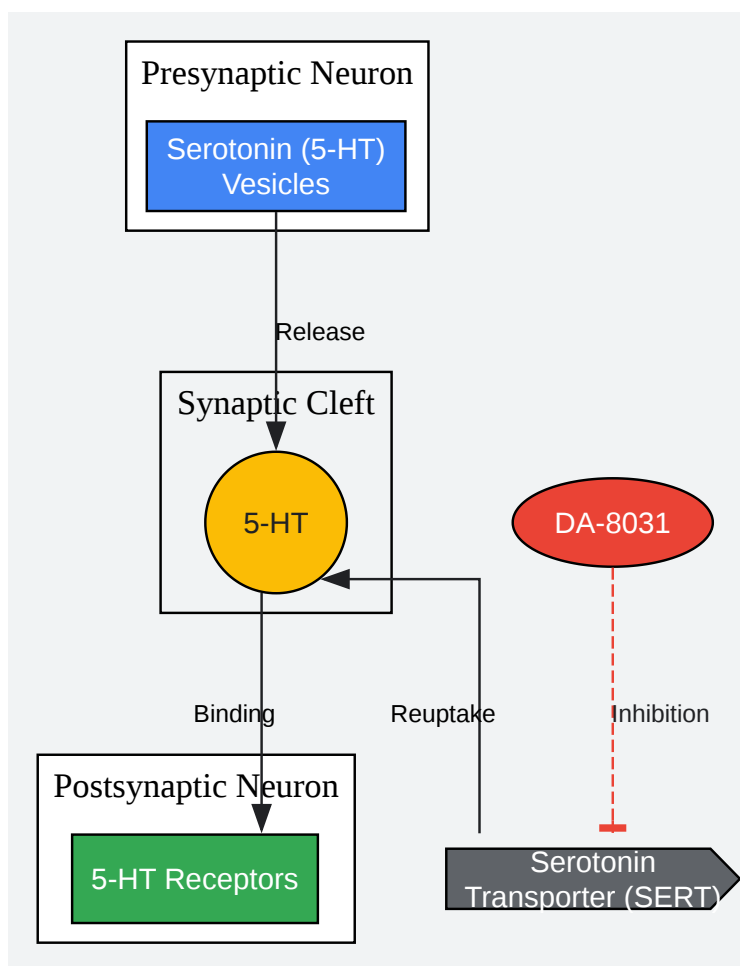 Presynaptic Neuron
Serotonin (5-HT)
Vesicles
Release
Synaptic Cleft
5-HT
DA-8031
Binding
Reuptake
Inhibition
Postsynaptic Neuron
5-HT Receptors
Serotonin
Transporter (SERT)